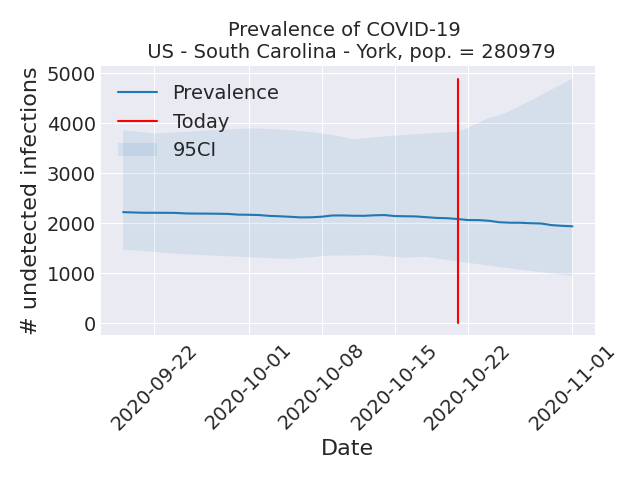 Prevalence of COVID-19
US - South Carolina - York, pop. = 280979
# undetected infections
5000
4000
3000
2000
1000
0
Prevalence
Today
95CI
2020-09-22
2020-10-01
2020-10-08
2020-10-15
2020-10-22
2020-11-01
Date